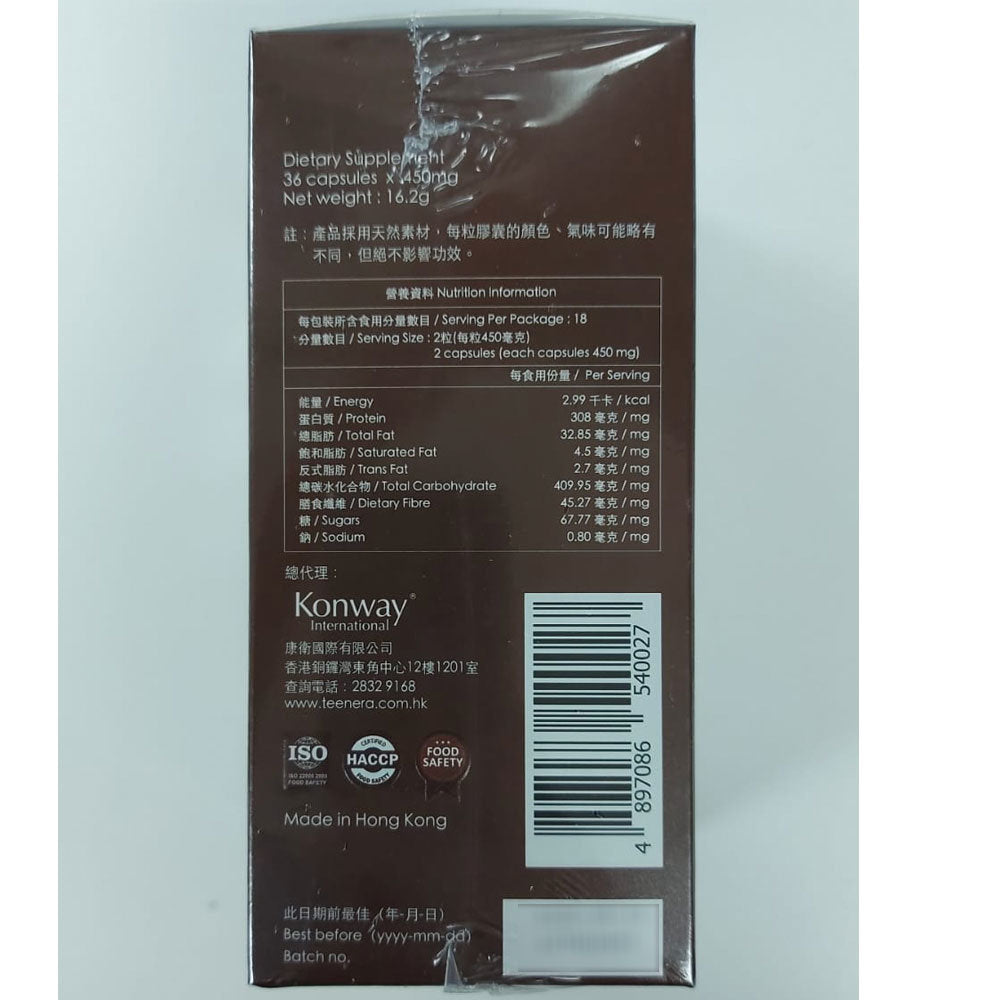 Dietary Supplement
36 capsules x 450mg
Net weight : 16.2g
註：產品採用天然素材，每粒膠囊的顏色、氣味可能略有
不同，但絕不影響功效。
營養資料 Nutrition Information
每包裝所含食用分量數目 / Serving Per Package : 18
分量數目 / Serving Size : 2粒(每粒450毫克)
2 capsules (each capsules 450 mg)
每食用份量 / Per Serving
能量 / Energy 2.99 千卡 / kcal
蛋白質 / Protein 308 毫克 / mg
總脂肪 / Total Fat 32.85 毫克 / mg
飽和脂肪 / Saturated Fat 4.5 毫克 / mg
反式脂肪 / Trans Fat 2.7 毫克 / mg
總碳水化合物 / Total Carbohydrate 409.95 毫克 / mg
膳食纖維 / Dietary Fibre 45.27 毫克 / mg
糖 / Sugars 67.77 毫克 / mg
鈉 / Sodium 0.80 毫克 / mg
總代理：
Konway®
International
康衛國際有限公司
香港銅鑼灣東角中心12樓1201室
查詢電話：2832 9168
www.teenera.com.hk
ISO
FOOD SAFETY
CERTIFIED
HACCP
FOOD SAFETY
FOOD
SAFETY
Made in Hong Kong
4 897086 540027
此日期前最佳（年-月-日）
Best before (yyyy-mm-dd)
Batch no.